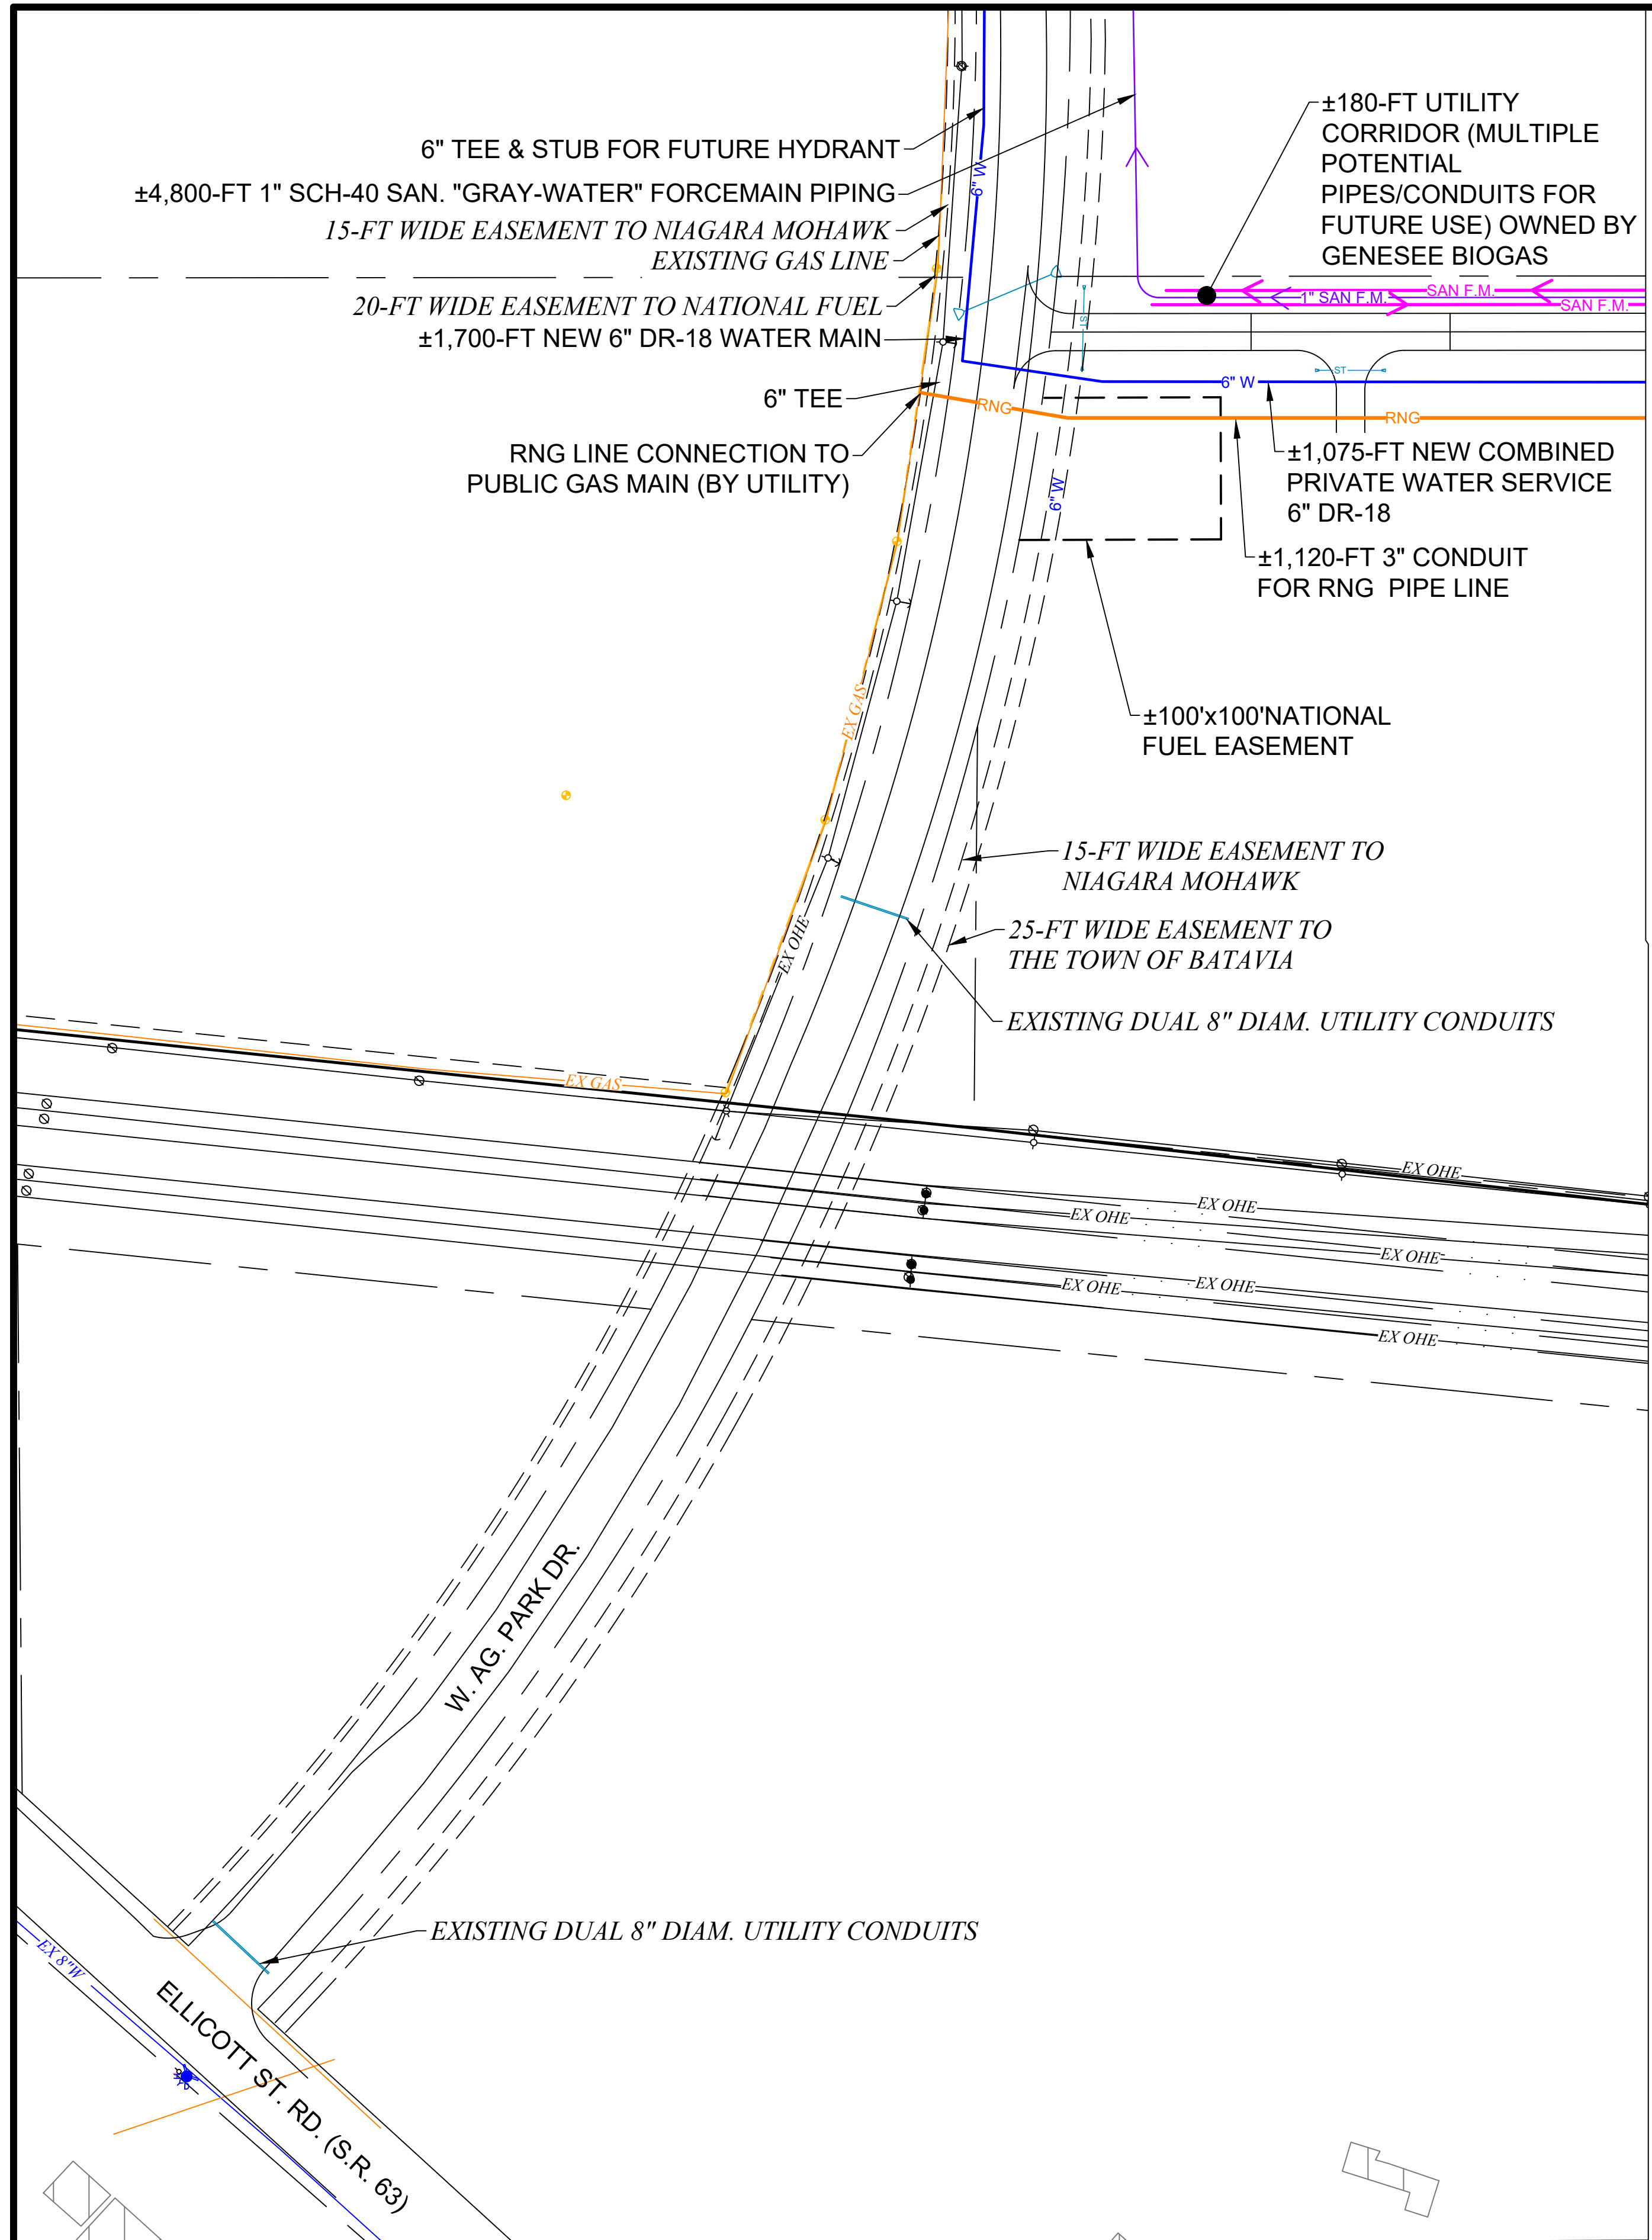 6" TEE & STUB FOR FUTURE HYDRANT
±4,800-FT 1" SCH-40 SAN. "GRAY-WATER" FORCEMAIN PIPING
15-FT WIDE EASEMENT TO NIAGARA MOHAWK
EXISTING GAS LINE
20-FT WIDE EASEMENT TO NATIONAL FUEL
±1,700-FT NEW 6" DR-18 WATER MAIN
6" TEE
RNG LINE CONNECTION TO
PUBLIC GAS MAIN (BY UTILITY)
6" W
±180-FT UTILITY
CORRIDOR (MULTIPLE
POTENTIAL
PIPES/CONDUITS FOR
FUTURE USE) OWNED BY
GENESEE BIOGAS
SAN F.M.
1" SAN F.M.
SAN F.M.
ST
ST
6" W
RNG
RNG
6" W
±1,075-FT NEW COMBINED
PRIVATE WATER SERVICE
6" DR-18
±1,120-FT 3" CONDUIT
FOR RNG PIPE LINE
±100'x100'NATIONAL
FUEL EASEMENT
EX GAS
15-FT WIDE EASEMENT TO
NIAGARA MOHAWK
EX OHE
25-FT WIDE EASEMENT TO
THE TOWN OF BATAVIA
EXISTING DUAL 8" DIAM. UTILITY CONDUITS
EX GAS
EX OHE
EX OHE
EX OHE
EX OHE
EX OHE
EX OHE
EX OHE
W. AG. PARK DR.
EXISTING DUAL 8" DIAM. UTILITY CONDUITS
EX 8"W
ELLICOTT ST. RD. (S.R. 63)